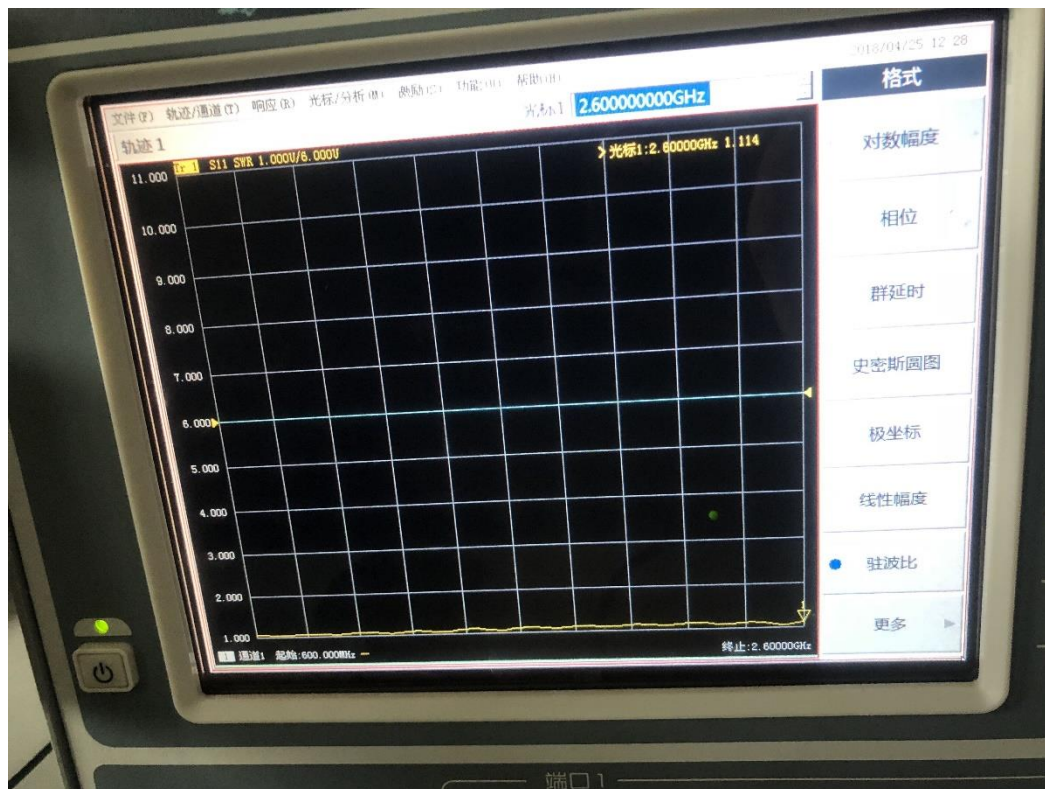 2018/04/25 12 28
文件(F) 轨迹/通道(T) 响应(R) 光标/分析(M) 激励(S) 功能(U) 帮助(H)
光标1 2.600000000GHz
格式
轨迹 1
Tr 1 S11 SWR 1.000U/6.000U
>光标1:2.60000GHz 1.114
11.000
10.000
9.000
8.000
7.000
6.000
5.000
4.000
3.000
2.000
1.000
1
1 通道1 起始:600.000MHz
终止:2.60000GHz
对数幅度
相位
群延时
史密斯圆图
极坐标
线性幅度
驻波比
更多
端口 1